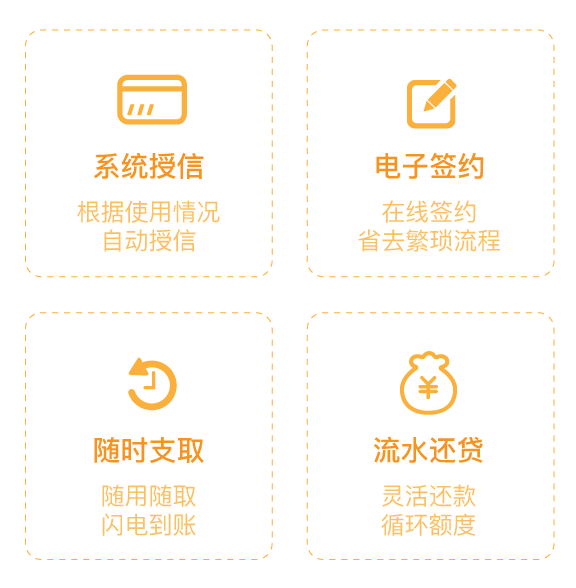 系统授信
根据使用情况
自动授信
电子签约
在线签约
省去繁琐流程
随时支取
随用随取
闪电到账
流水还贷
灵活还款
循环额度